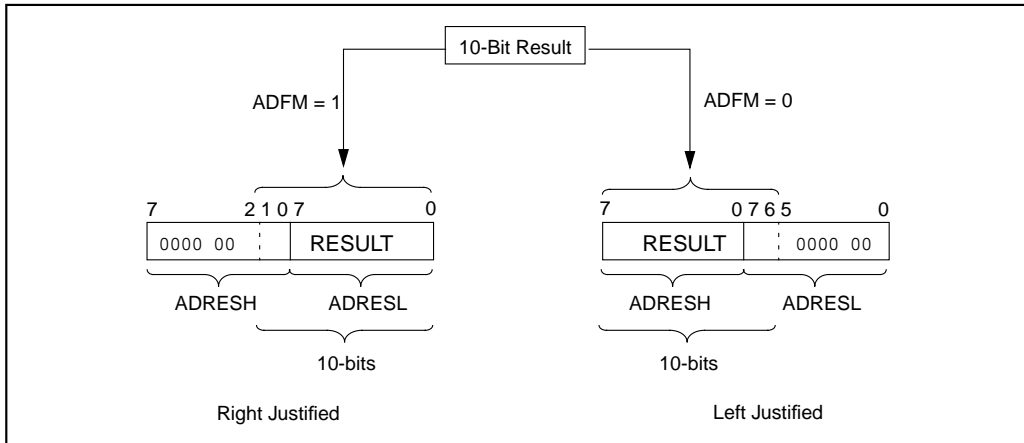 10-Bit Result
ADFM = 1
ADFM = 0
7 2 1 0 7 0
7 0 7 6 5 0
0000 00 RESULT
RESULT 0000 00
ADRESH ADRESL
ADRESH ADRESL
10-bits
10-bits
Right Justified
Left Justified